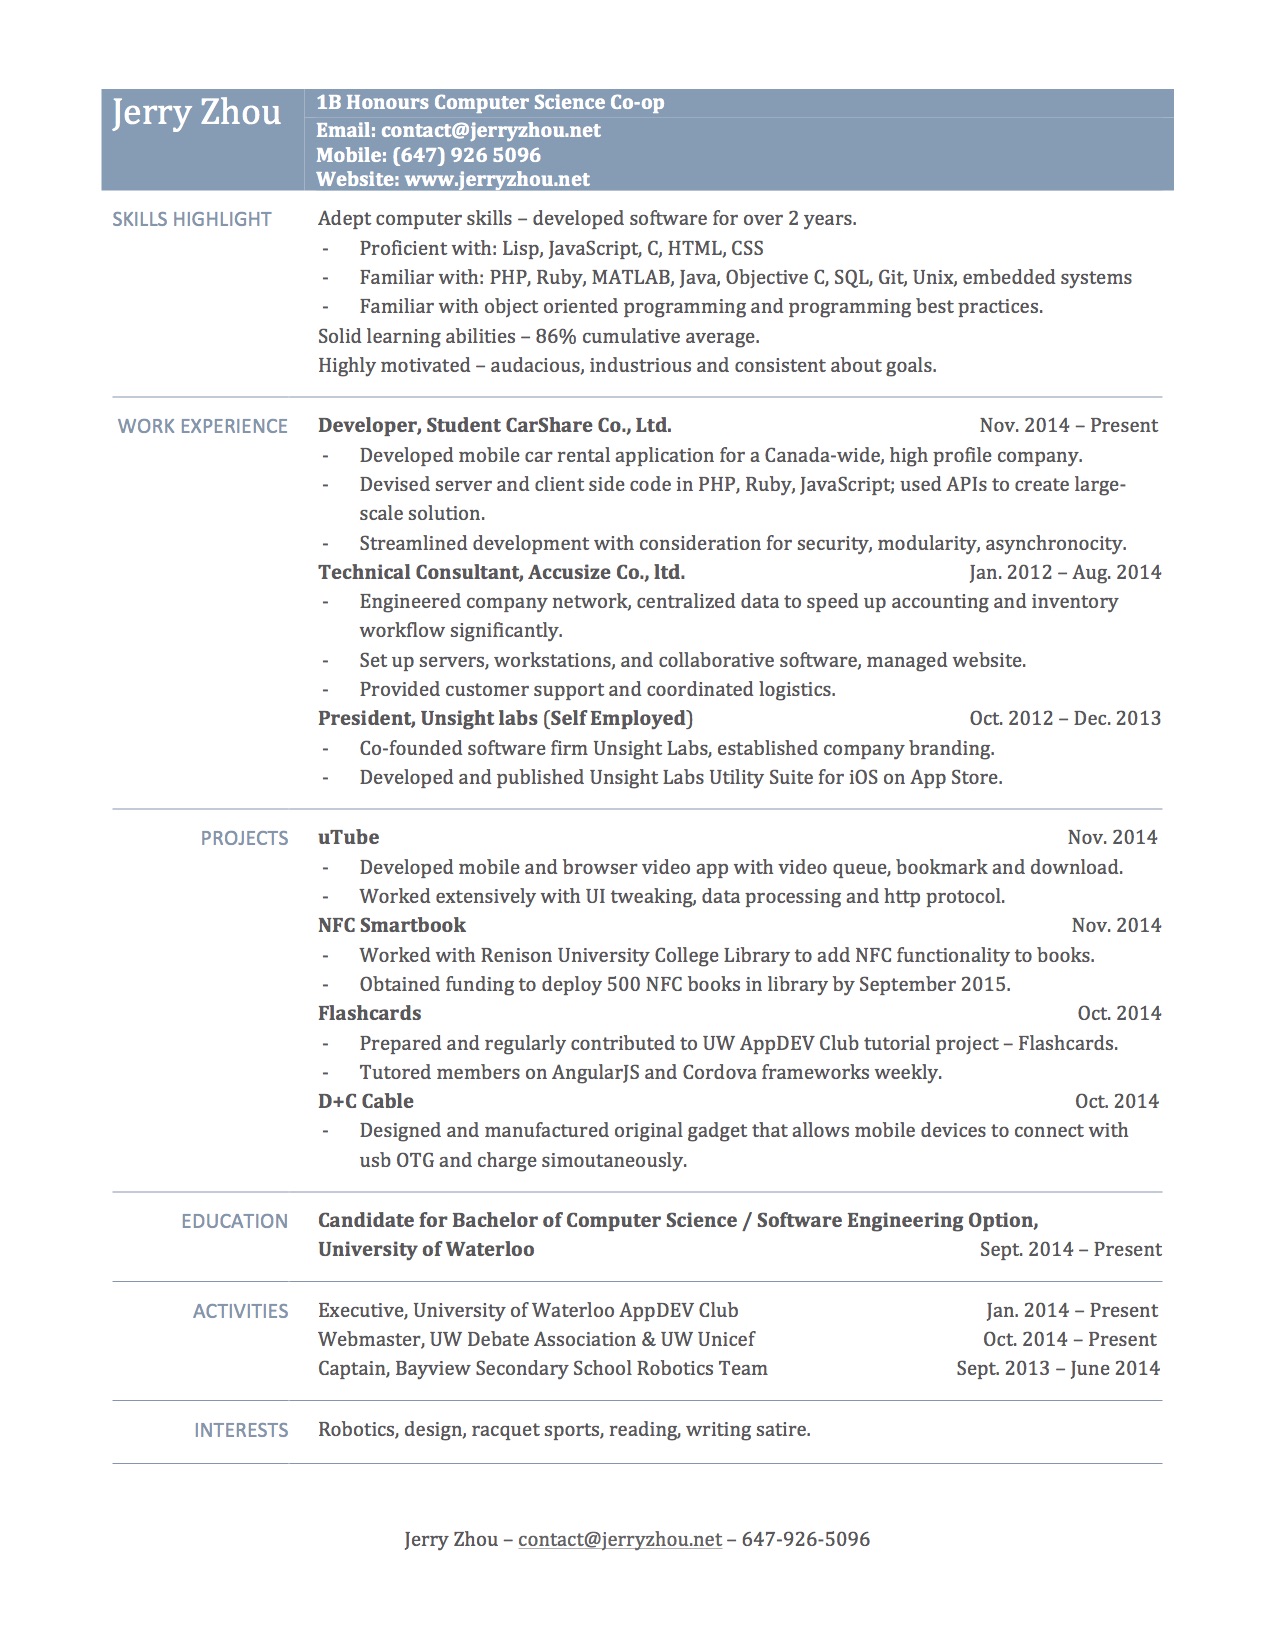 Jerry Zhou
1B Honours Computer Science Co-op
Email: contact@jerryzhou.net
Mobile: (647) 926 5096
Website: www.jerryzhou.net
SKILLS HIGHLIGHT
Adept computer skills – developed software for over 2 years.
- Proficient with: Lisp, JavaScript, C, HTML, CSS
- Familiar with: PHP, Ruby, MATLAB, Java, Objective C, SQL, Git, Unix, embedded systems
- Familiar with object oriented programming and programming best practices.
Solid learning abilities – 86% cumulative average.
Highly motivated – audacious, industrious and consistent about goals.
WORK EXPERIENCE
Developer, Student CarShare Co., Ltd. Nov. 2014 – Present
- Developed mobile car rental application for a Canada-wide, high profile company.
- Devised server and client side code in PHP, Ruby, JavaScript; used APIs to create large-
scale solution.
- Streamlined development with consideration for security, modularity, asynchronocity.
Technical Consultant, Accusize Co., ltd. Jan. 2012 – Aug. 2014
- Engineered company network, centralized data to speed up accounting and inventory
workflow significantly.
- Set up servers, workstations, and collaborative software, managed website.
- Provided customer support and coordinated logistics.
President, Unsight labs (Self Employed) Oct. 2012 – Dec. 2013
- Co-founded software firm Unsight Labs, established company branding.
- Developed and published Unsight Labs Utility Suite for iOS on App Store.
PROJECTS
uTube Nov. 2014
- Developed mobile and browser video app with video queue, bookmark and download.
- Worked extensively with UI tweaking, data processing and http protocol.
NFC Smartbook Nov. 2014
- Worked with Renison University College Library to add NFC functionality to books.
- Obtained funding to deploy 500 NFC books in library by September 2015.
Flashcards Oct. 2014
- Prepared and regularly contributed to UW AppDEV Club tutorial project – Flashcards.
- Tutored members on AngularJS and Cordova frameworks weekly.
D+C Cable Oct. 2014
- Designed and manufactured original gadget that allows mobile devices to connect with
usb OTG and charge simoutaneously.
EDUCATION
Candidate for Bachelor of Computer Science / Software Engineering Option,
University of Waterloo Sept. 2014 – Present
ACTIVITIES
Executive, University of Waterloo AppDEV Club Jan. 2014 – Present
Webmaster, UW Debate Association & UW Unicef Oct. 2014 – Present
Captain, Bayview Secondary School Robotics Team Sept. 2013 – June 2014
INTERESTS
Robotics, design, racquet sports, reading, writing satire.
Jerry Zhou – contact@jerryzhou.net – 647-926-5096